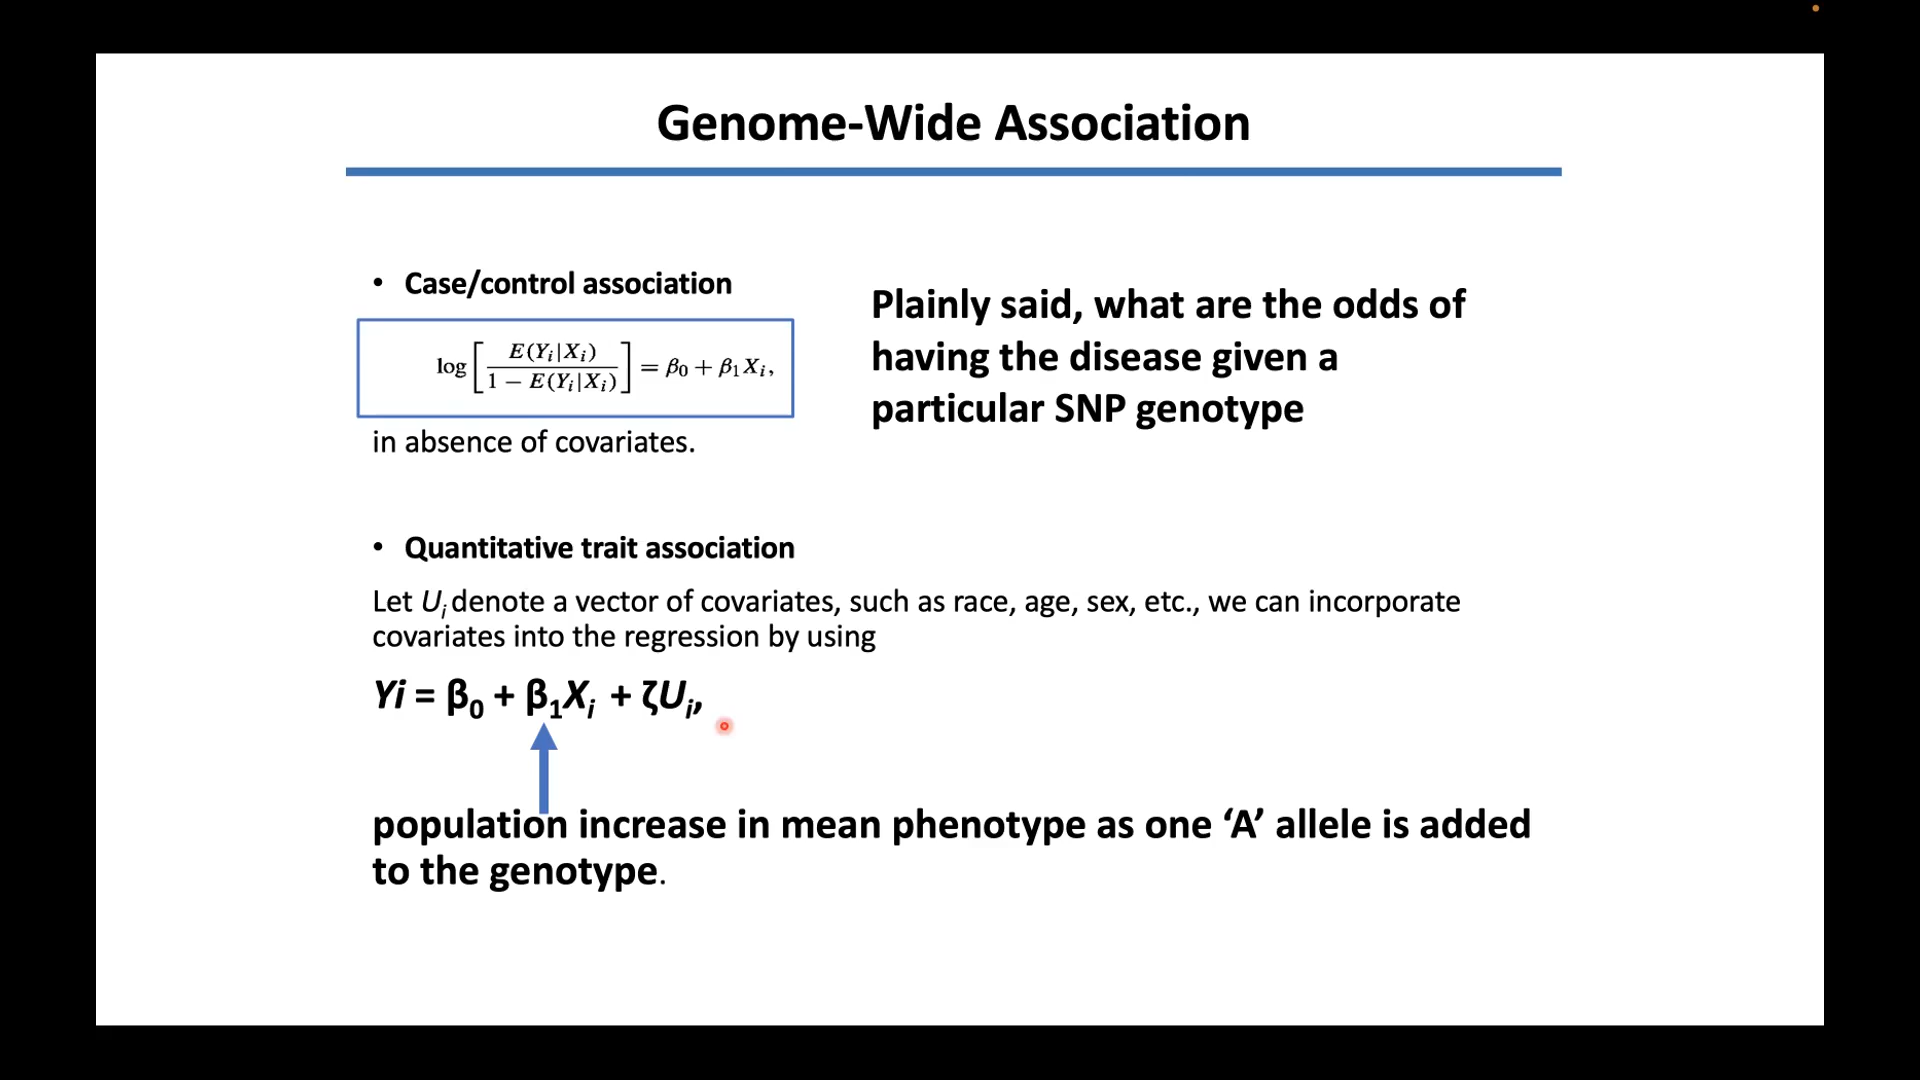 Genome-Wide Association
• Case/control association
log[E(Yᵢ|Xᵢ) / 1 − E(Yᵢ|Xᵢ)] = β₀ + β₁Xᵢ,
in absence of covariates.
Plainly said, what are the odds of
having the disease given a
particular SNP genotype
• Quantitative trait association
Let Uᵢ denote a vector of covariates, such as race, age, sex, etc., we can incorporate
covariates into the regression by using
Yi = β₀ + β₁Xᵢ + ζUᵢ,
population increase in mean phenotype as one ‘A’ allele is added
to the genotype.